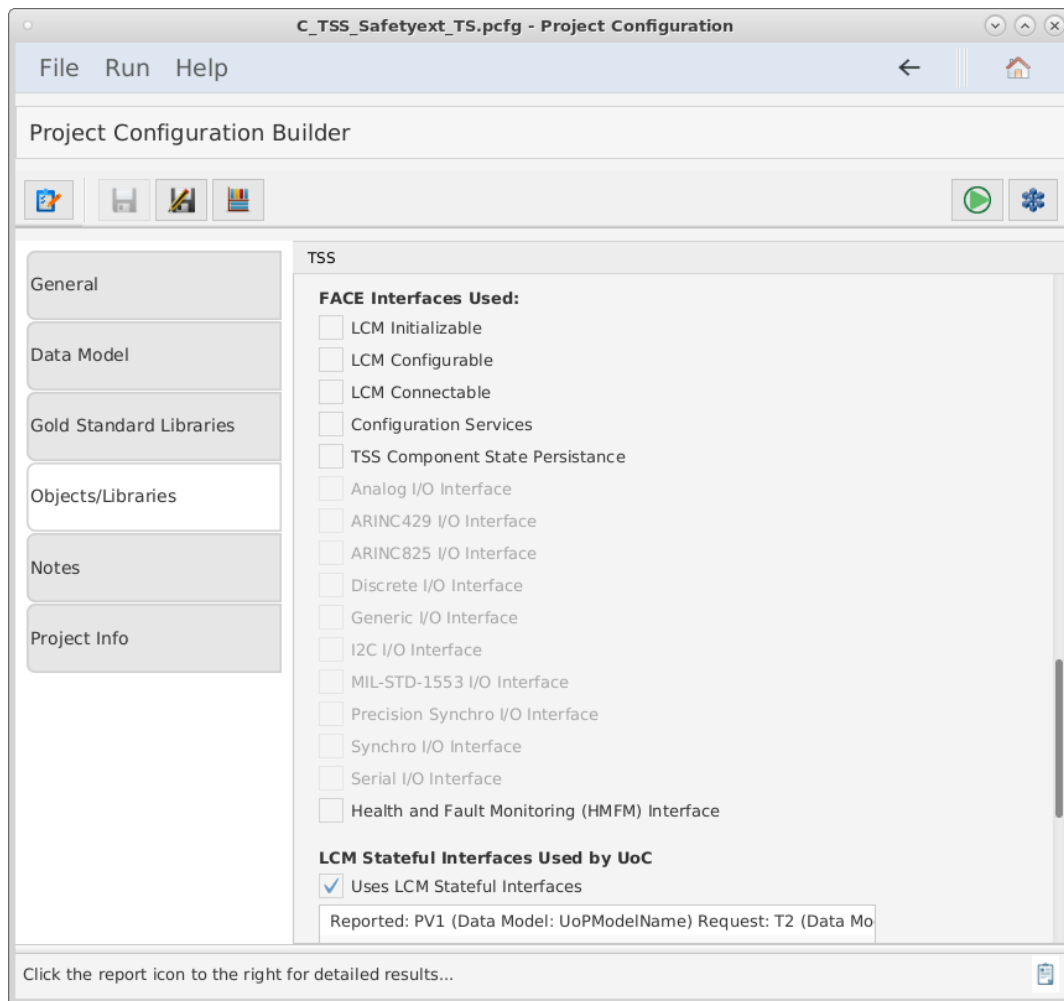 C_TSS_Safetyext_TS.pcfg - Project Configuration
File Run Help
Project Configuration Builder
TSS
General
Data Model
Gold Standard Libraries
Objects/Libraries
Notes
Project Info
FACE Interfaces Used:
LCM Initializable
LCM Configurable
LCM Connectable
Configuration Services
TSS Component State Persistance
Analog I/O Interface
ARINC429 I/O Interface
ARINC825 I/O Interface
Discrete I/O Interface
Generic I/O Interface
I2C I/O Interface
MIL-STD-1553 I/O Interface
Precision Synchro I/O Interface
Synchro I/O Interface
Serial I/O Interface
Health and Fault Monitoring (HMFM) Interface
LCM Stateful Interfaces Used by UoC
Uses LCM Stateful Interfaces
Reported: PV1 (Data Model: UoPModelName) Request: T2 (Data Mo
Click the report icon to the right for detailed results...